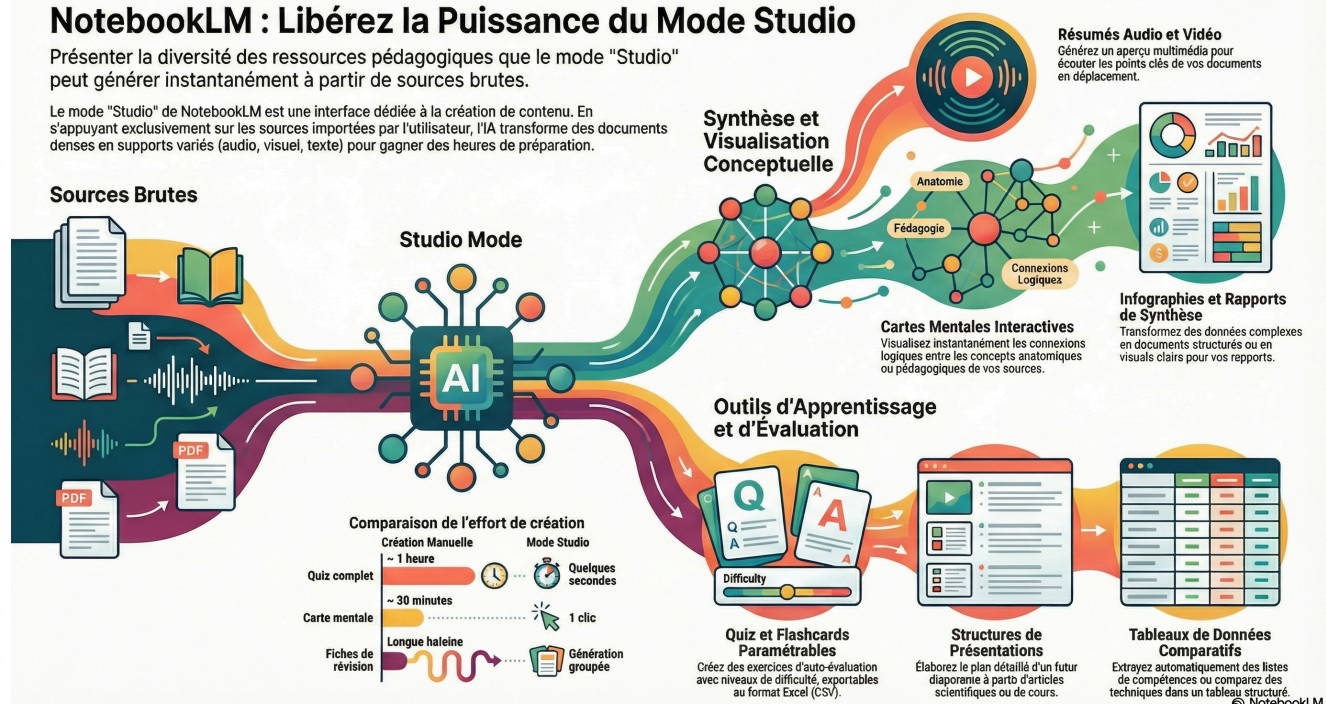 NotebookLM : Libérez la Puissance du Mode Studio
Présenter la diversité des ressources pédagogiques que le mode "Studio"
peut générer instantanément à partir de sources brutes.
Le mode "Studio" de NotebookLM est une interface dédiée à la création de contenu. En
s'appuyant exclusivement sur les sources importées par l'utilisateur, l'IA transforme des documents
denses en supports variés (audio, visuel, texte) pour gagner des heures de préparation.
Sources Brutes
PDF
PDF
Studio Mode
AI
Synthèse et
Visualisation
Conceptuelle
Résumés Audio et Vidéo
Générez un aperçu multimédia pour
écouter les points clés de vos documents
en déplacement.
Anatomie
Fédagogie
Connexions
Logiquez
Cartes Mentales Interactives
Visualisez instantanément les connexions
logiques entre les concepts anatomiques
ou pédagogiques de vos sources.
$
Infographies et Rapports
de Synthèse
Transformez des données complexes
en documents structurés ou en
visuals clairs pour vos repports.
Outils d'Apprentissage
et d'Évaluation
Q
Q
A
A
A
A
Difficulty
Quiz et Flashcards
Paramétrables
Créez des exercices d'auto-évaluation
avec niveaux de difficulté, exportables
au format Excel (CSV).
Structures de
Présentations
Élaborez le plan détaillé d'un futur
diaporanie à partb d'articles
scientifiques ou de cours.
Tableaux de Données
Comparatifs
Extrayez automatiquement des listes
de compétences ou comparez des
techniques dans un tableau structuré.
Comparaison de l'effort de création
Création Manuelle
Mode Studio
Quiz complet
~ 1 heure
Quelques
secondes
Carte mentale
~ 30 minutes
1 clic
Fiches de
révision
Longue haleine
Génération
groupée
NotebookLM